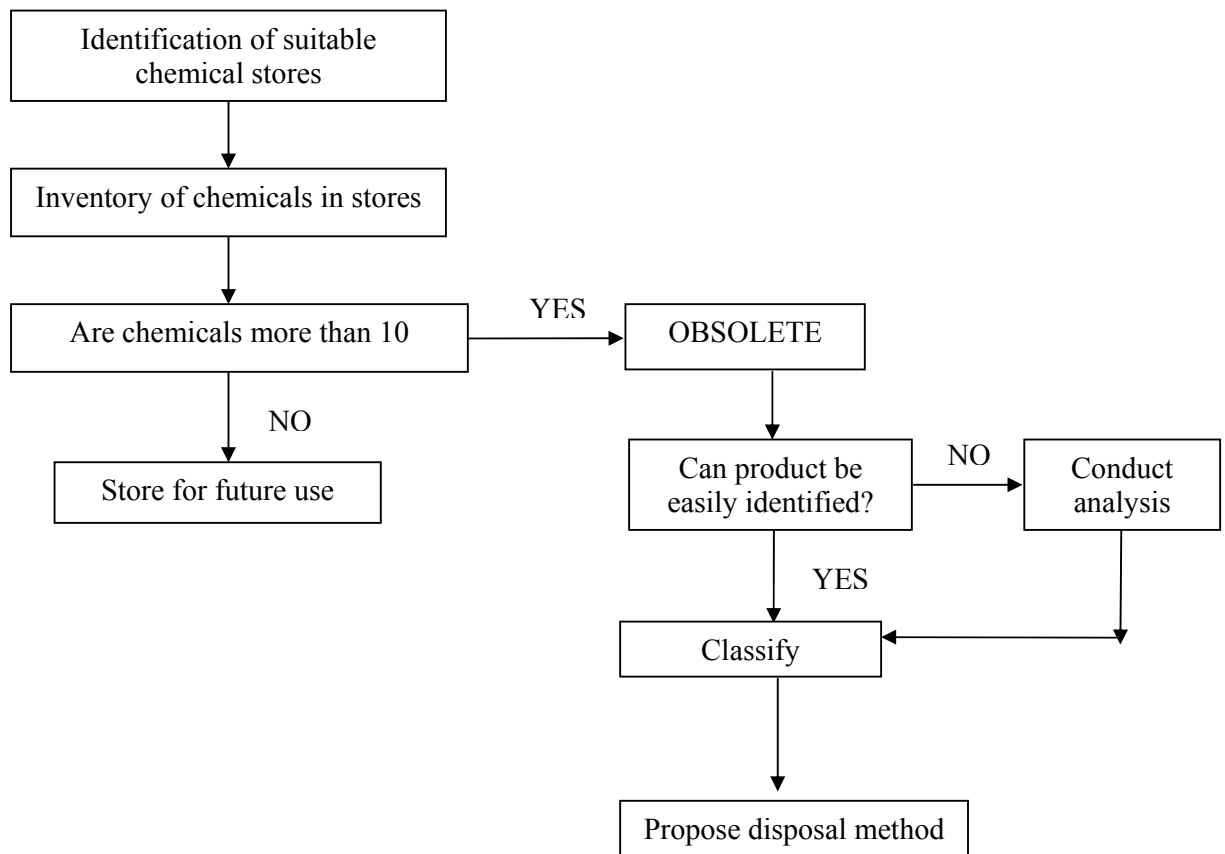 Identification of suitable
chemical stores
Inventory of chemicals in stores
Are chemicals more than 10
YES
OBSOLETE
NO
Store for future use
Can product be
easily identified?
NO
Conduct
analysis
YES
Classify
Propose disposal method